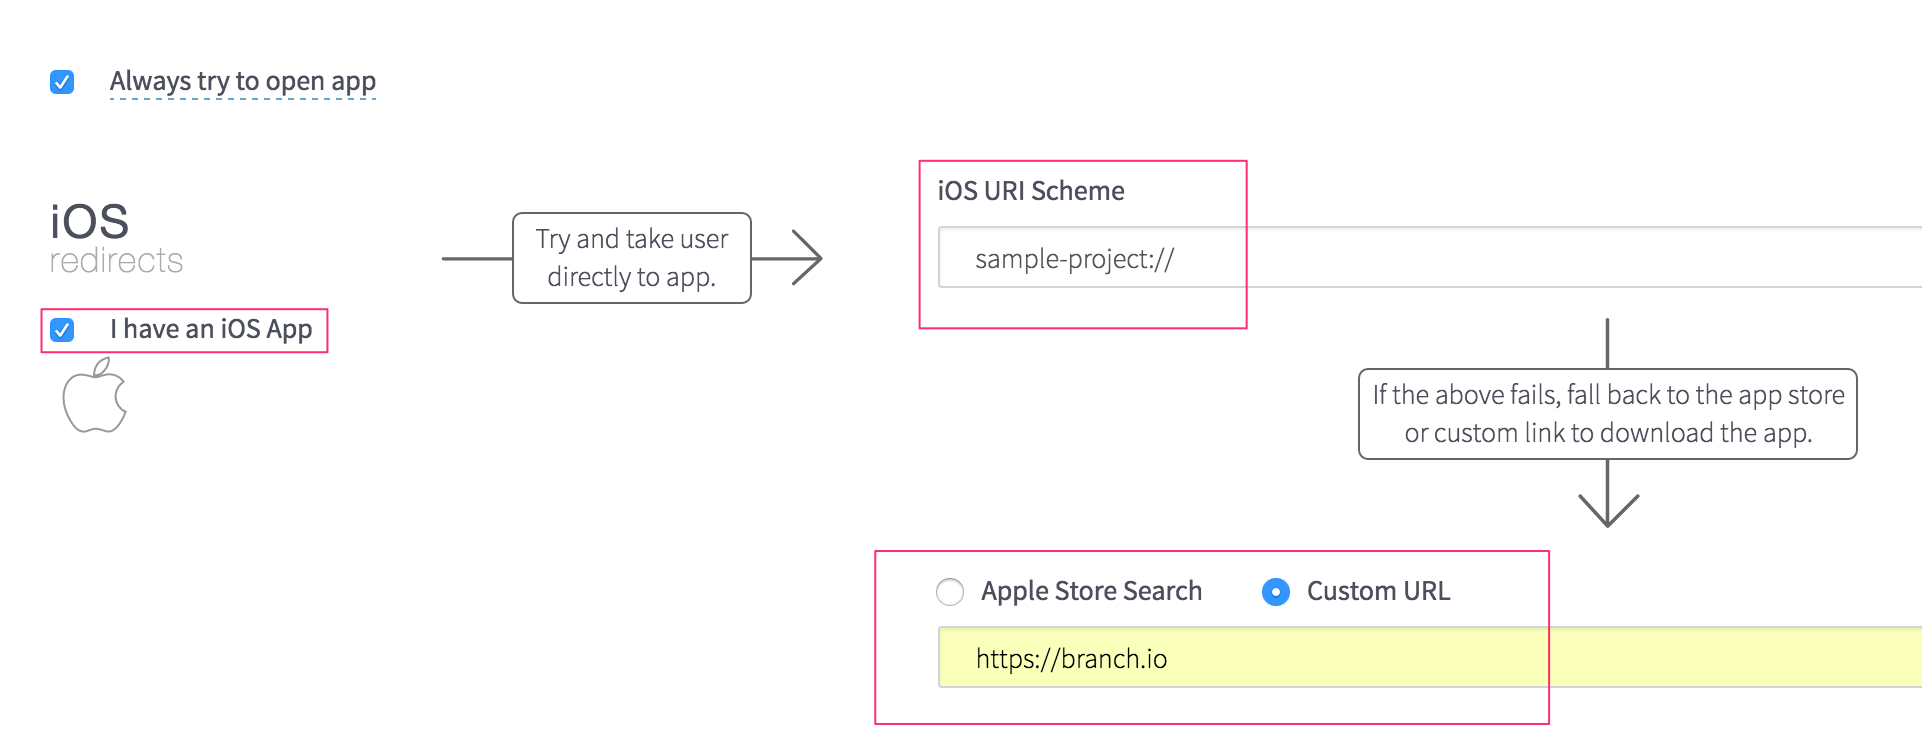 Always try to open app
iOS
redirects
I have an iOS App
Try and take user
directly to app.
iOS URI Scheme
sample-project://
If the above fails, fall back to the app store
or custom link to download the app.
Apple Store Search
Custom URL
https://branch.io